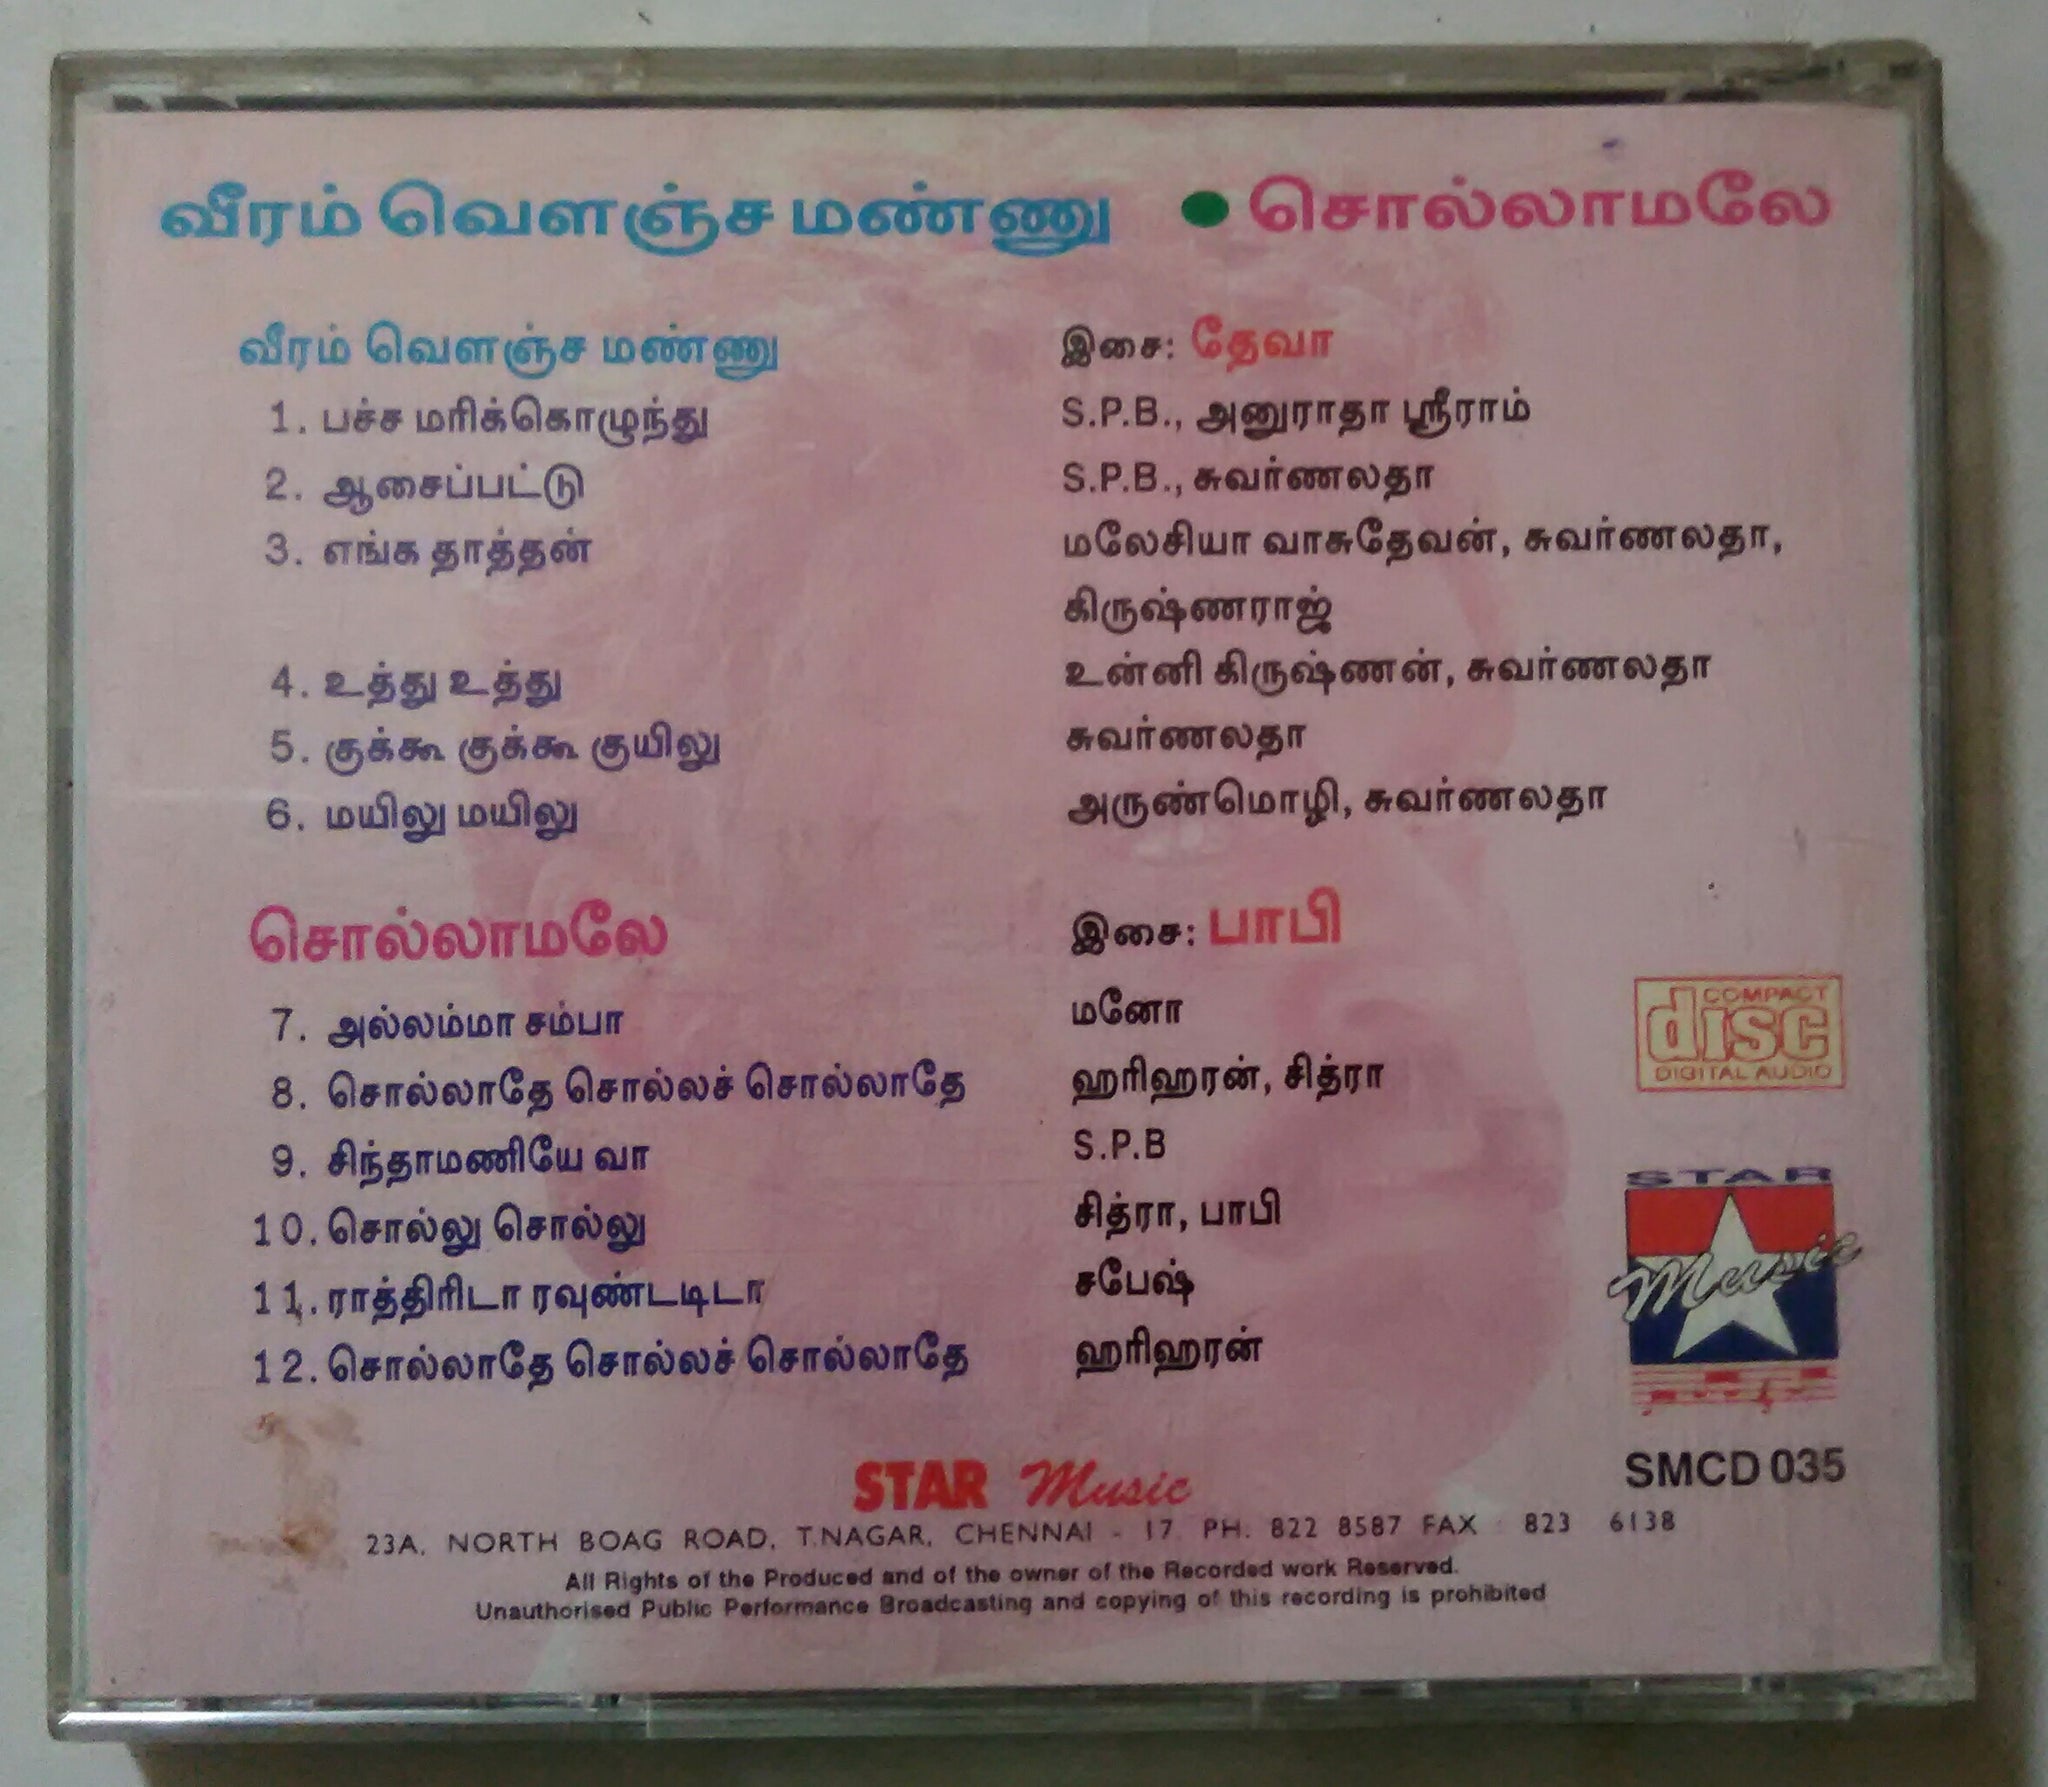 வீரம் வெளஞ்ச மண்ணு ● சொல்லாமலே
வீரம் வெளஞ்ச மண்ணு இசை: தேவா
1. பச்ச மரிக்கொழுந்து S.P.B., அனுராதா ஸ்ரீராம்
2. ஆசைப்பட்டு S.P.B., சுவர்ணலதா
3. எங்க தாத்தன் மலேசியா வாசுதேவன், சுவர்ணலதா,
கிருஷ்ணராஜ்
4. உத்து உத்து உன்னி கிருஷ்ணன், சுவர்ணலதா
5. குக்கூ குக்கூ குயிலு சுவர்ணலதா
6. மயிலு மயிலு அருண்மொழி, சுவர்ணலதா
சொல்லாமலே இசை: பாபி
7. அல்லம்மா சம்பா மனோ
8. சொல்லாதே சொல்லச் சொல்லாதே ஹரிஹரன், சித்ரா
9. சிந்தாமணியே வா S.P.B
10. சொல்லு சொல்லு சித்ரா, பாபி
11. ராத்திரிடா ரவுண்டடிடா சபேஷ்
12. சொல்லாதே சொல்லச் சொல்லாதே ஹரிஹரன்
COMPACT
disc
DIGITAL AUDIO
STAR
Music
SMCD 035
STAR Music
23A, NORTH BOAG ROAD, T.NAGAR, CHENNAI - 17. PH: 822 8587 FAX : 823 6138
All Rights of the Produced and of the owner of the Recorded work Reserved.
Unauthorised Public Performance Broadcasting and copying of this recording is prohibited